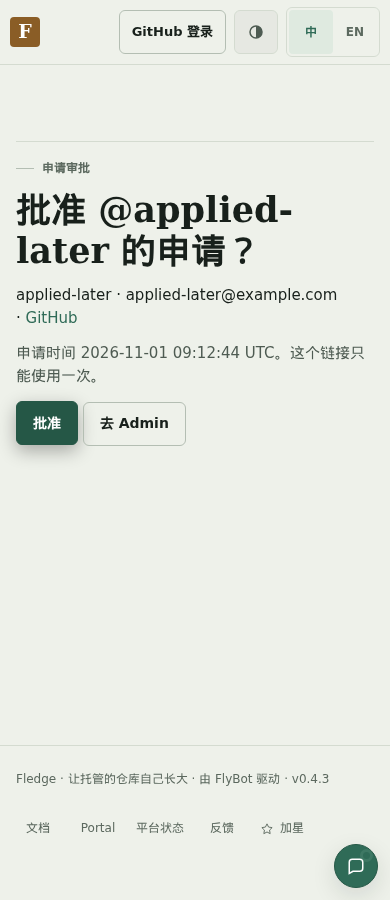 F GitHub 登录 中 EN
申请审批
批准 @applied-
later 的申请？
applied-later · applied-later@example.com
· GitHub
申请时间 2026-11-01 09:12:44 UTC。这个链接只
能使用一次。
批准 去 Admin
Fledge · 让托管的仓库自己长大 · 由 FlyBot 驱动 · v0.4.3
文档 Portal 平台状态 反馈 加星